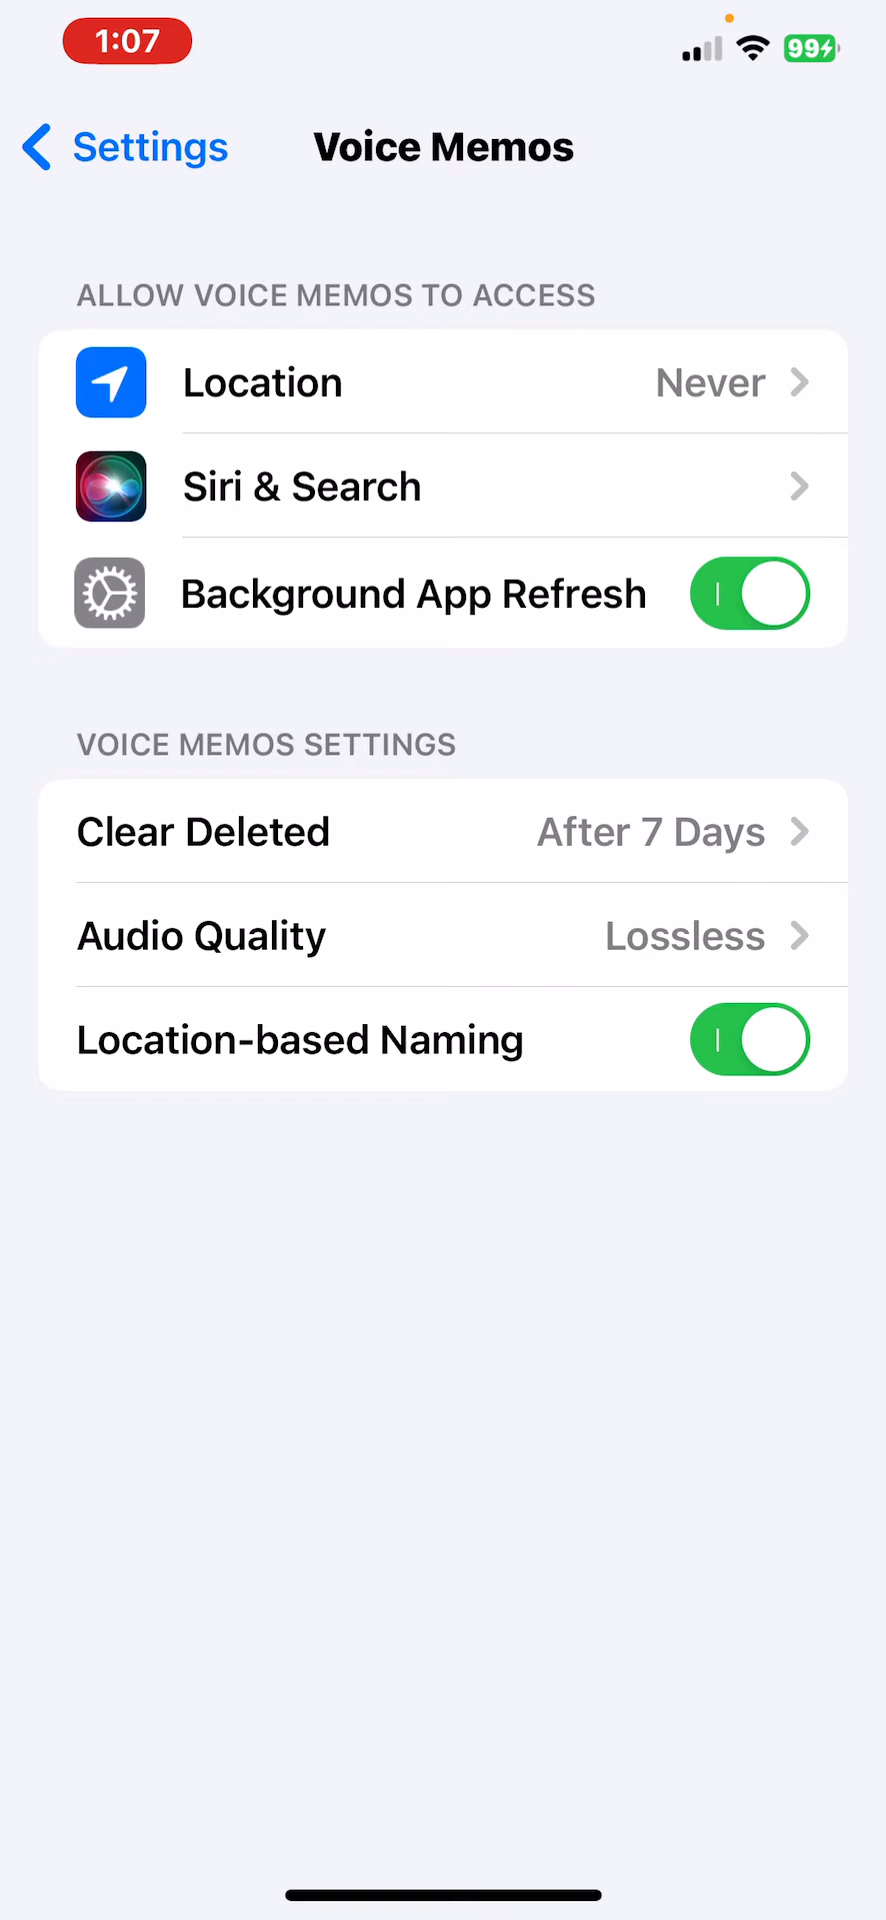 1:07
99
Settings
Voice Memos
ALLOW VOICE MEMOS TO ACCESS
Location Never
Siri & Search
Background App Refresh
VOICE MEMOS SETTINGS
Clear Deleted After 7 Days
Audio Quality Lossless
Location-based Naming